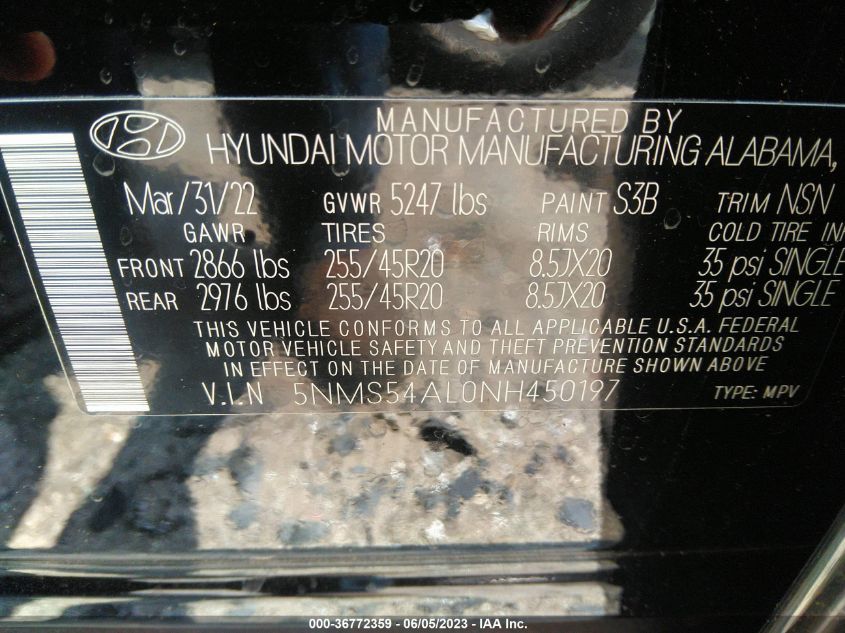 MANUFACTURED BY
HYUNDAI MOTOR MANUFACTURING ALABAMA,
Mar/31/22 GVWR 5247 lbs PAINT S3B TRIM NSN
GAWR TIRES RIMS COLD TIRE INF
FRONT 2866 lbs 255/45R20 8.5JX20 35 psi SINGLE
REAR 2976 lbs 255/45R20 8.5JX20 35 psi SINGLE
THIS VEHICLE CONFORMS TO ALL APPLICABLE U.S.A. FEDERAL
MOTOR VEHICLE SAFETY AND THEFT PREVENTION STANDARDS
IN EFFECT ON THE DATE OF MANUFACTURE SHOWN ABOVE
V.I.N 5NMS54AL0NH450197 TYPE: MPV
000-36772359 - 06/05/2023 - IAA Inc.